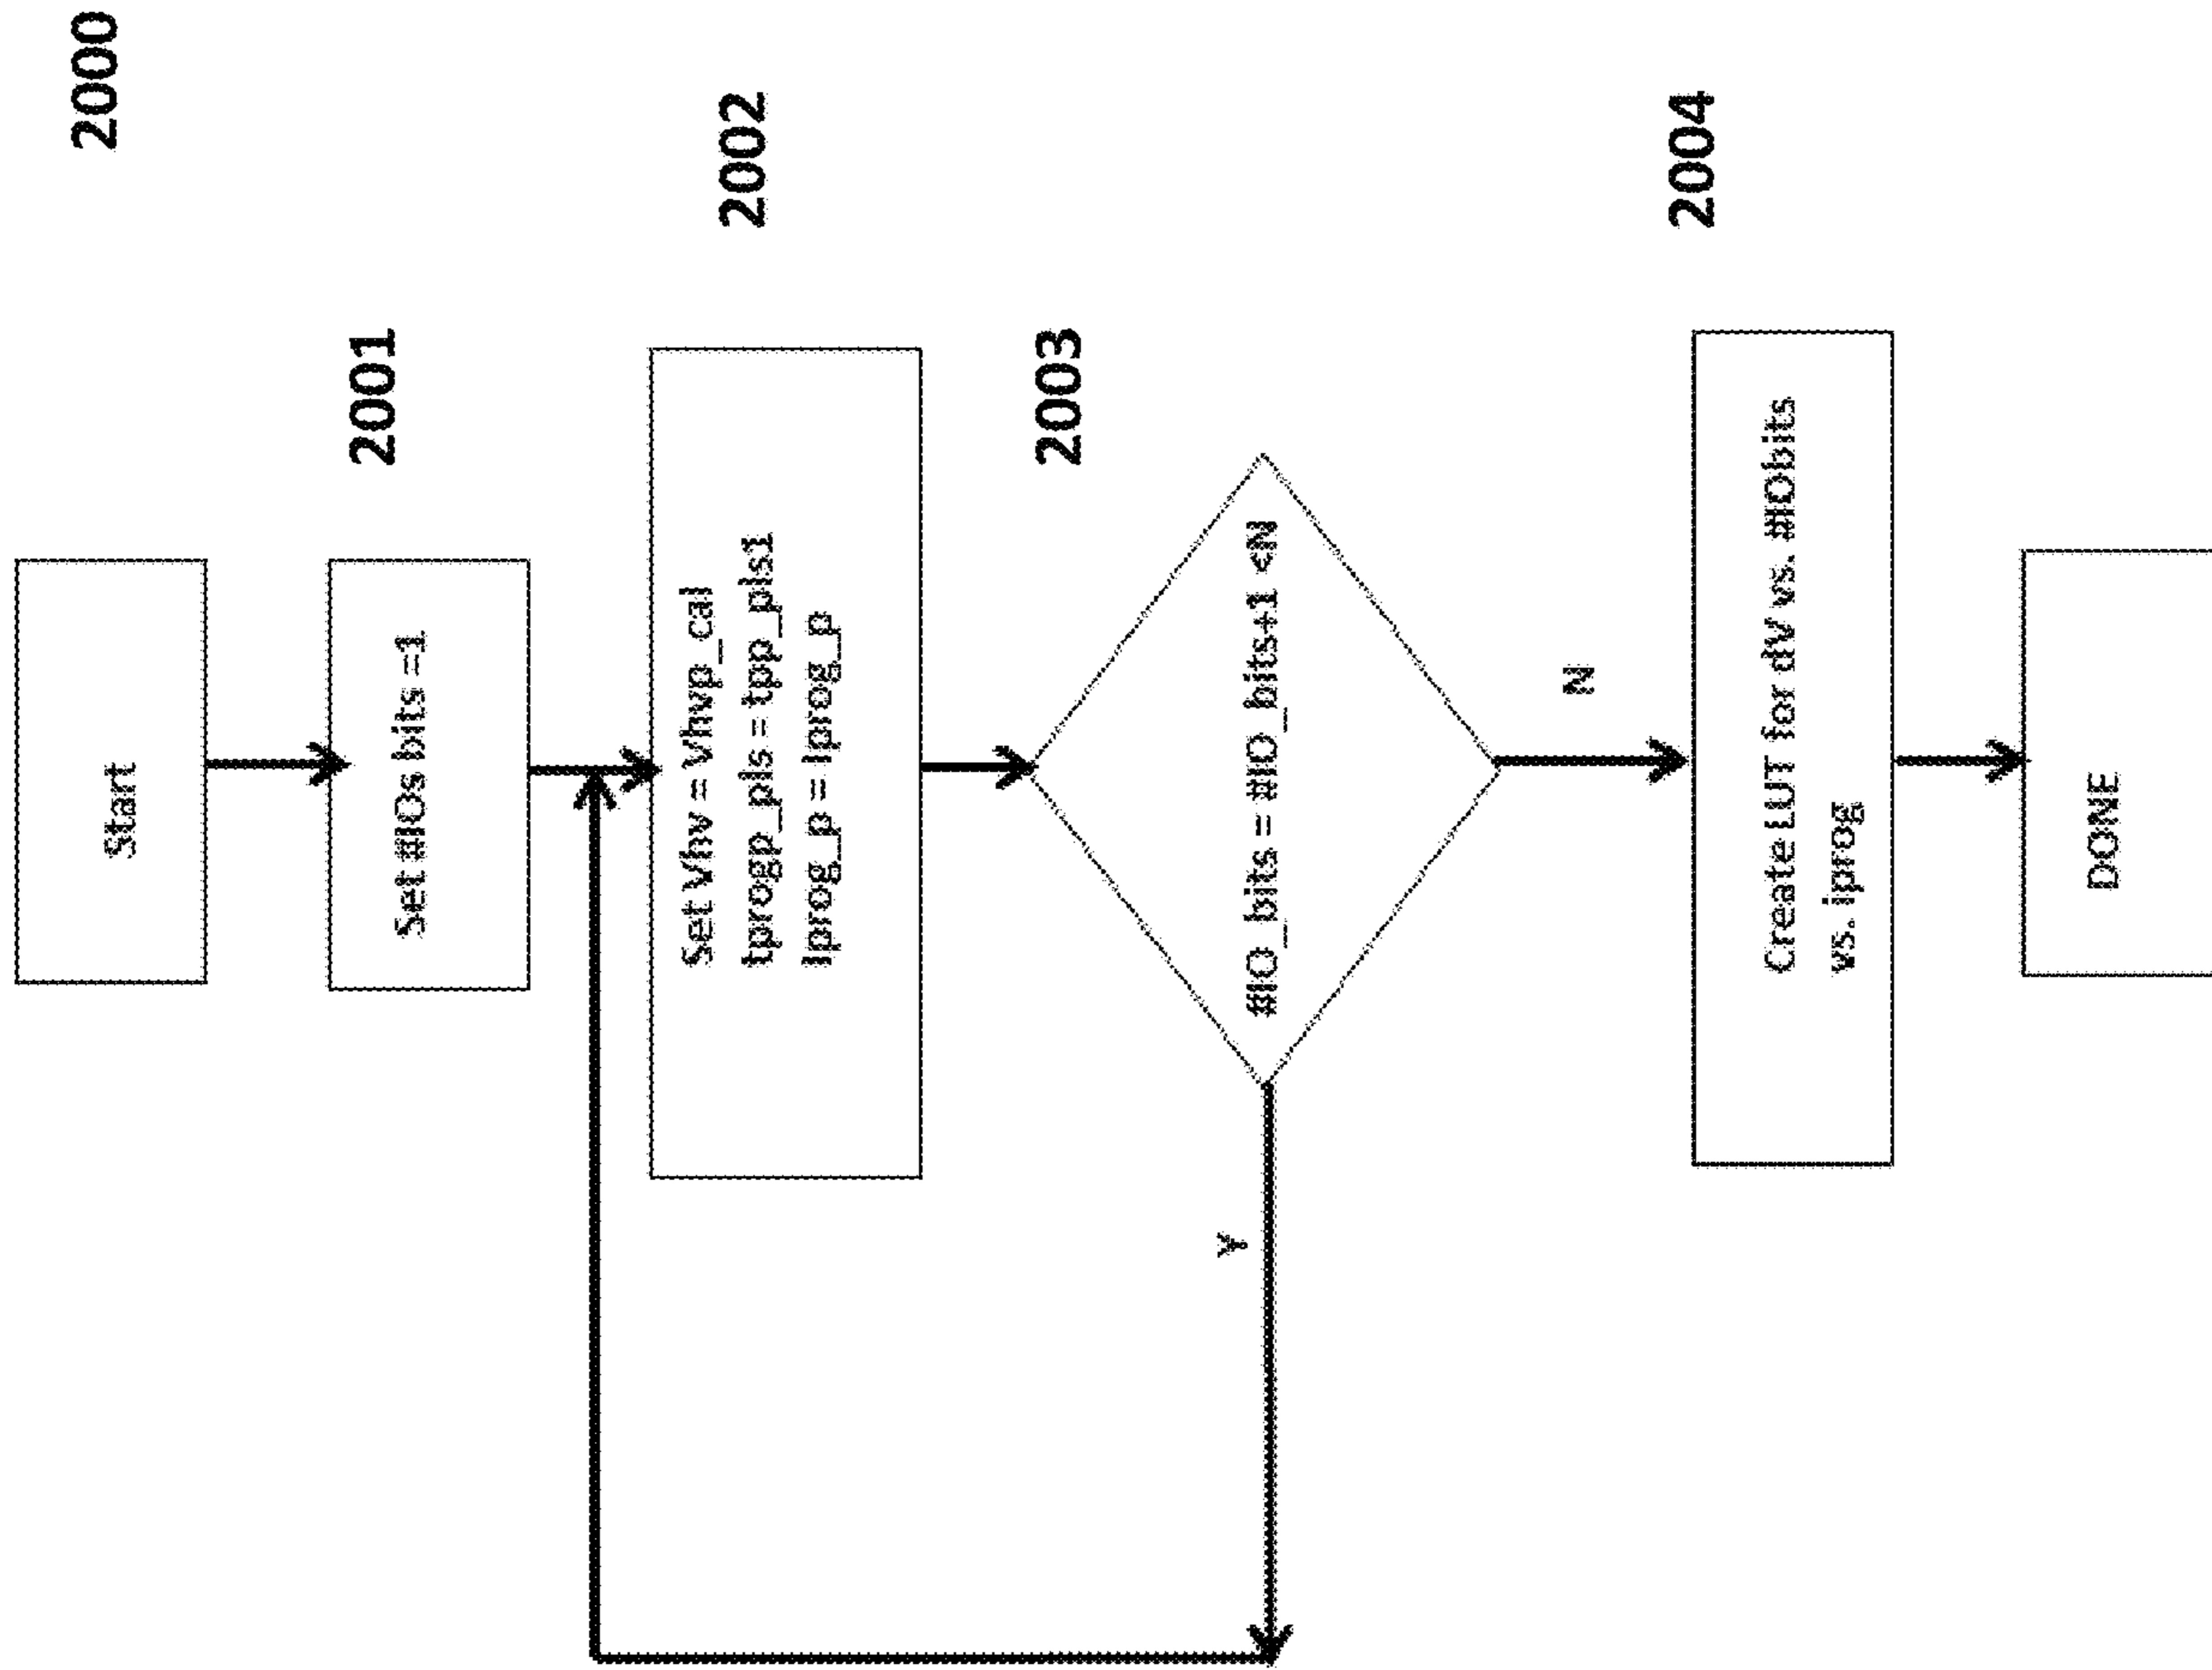 2000
Start
2001
Set #IOs bits =1
2002
Set Vhv = Vhvp_cal
tprogp_pls = tpp_pls1
Iprog_p = Iprog_p
2003
#IO_bits = #IO_bits+1 <N
Y
N
2004
Create LUT for dV vs. #IObits
vs. iprog
DONE